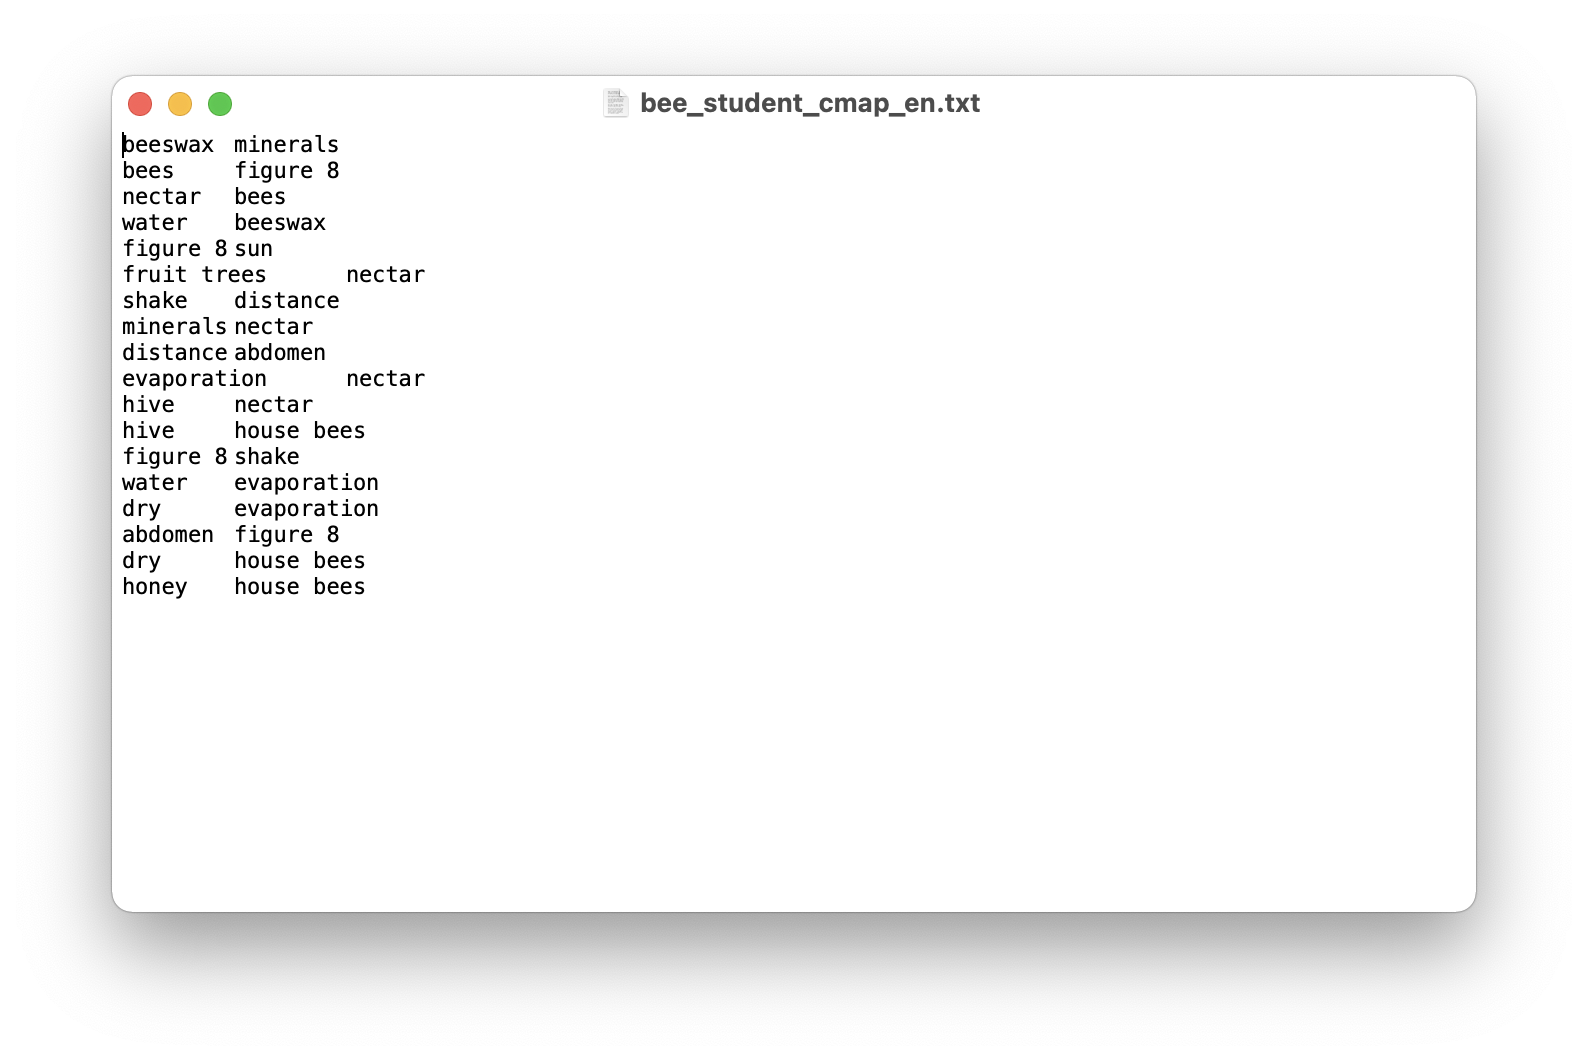 bee_student_cmap_en.txt
beeswax	minerals
bees	figure 8
nectar	bees
water	beeswax
figure 8	sun
fruit trees	nectar
shake	distance
minerals	nectar
distance	abdomen
evaporation	nectar
hive	nectar
hive	house bees
figure 8	shake
water	evaporation
dry	evaporation
abdomen	figure 8
dry	house bees
honey	house bees